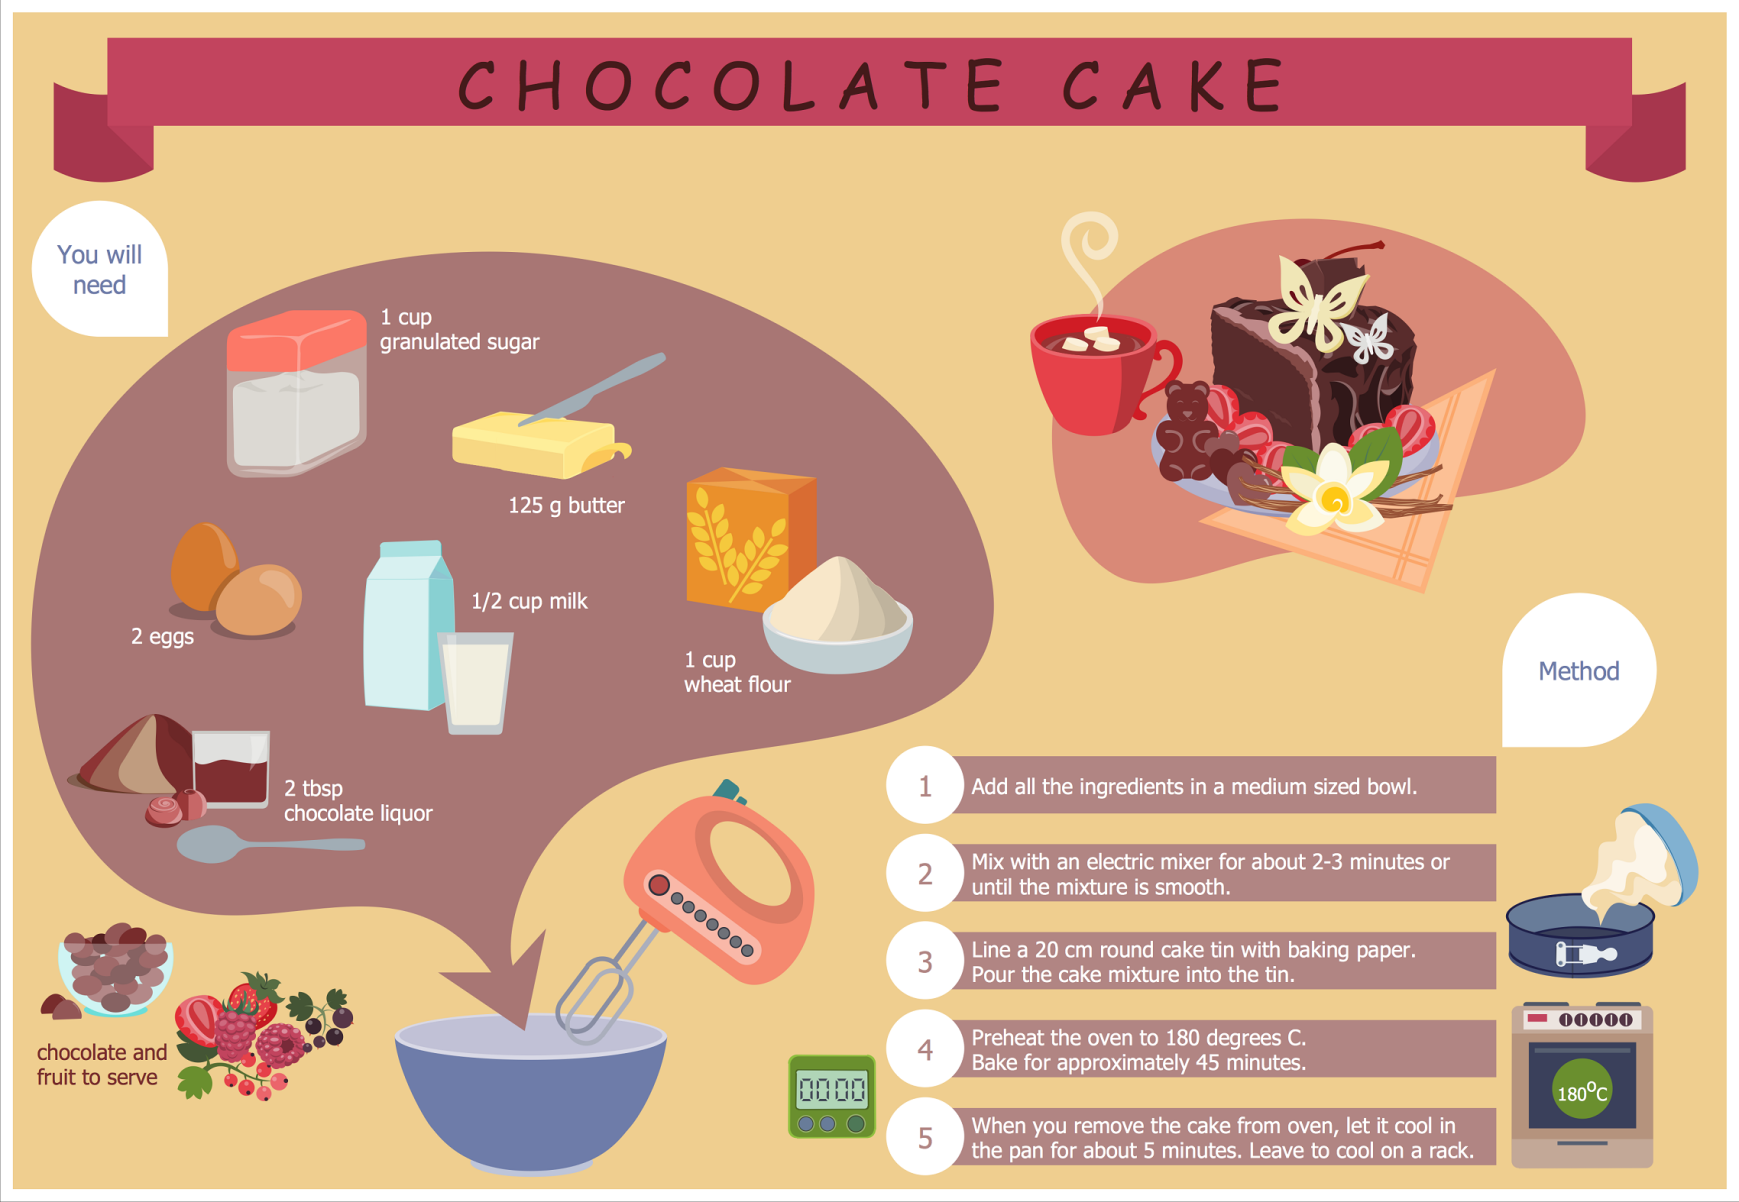 CHOCOLATE CAKE
You will
need
1 cup
granulated sugar
125 g butter
2 eggs
1/2 cup milk
1 cup
wheat flour
2 tbsp
chocolate liquor
chocolate and
fruit to serve
0000
Method
1 Add all the ingredients in a medium sized bowl.
2 Mix with an electric mixer for about 2-3 minutes or
until the mixture is smooth.
3 Line a 20 cm round cake tin with baking paper.
Pour the cake mixture into the tin.
4 Preheat the oven to 180 degrees C.
Bake for approximately 45 minutes.
5 When you remove the cake from oven, let it cool in
the pan for about 5 minutes. Leave to cool on a rack.
180°C